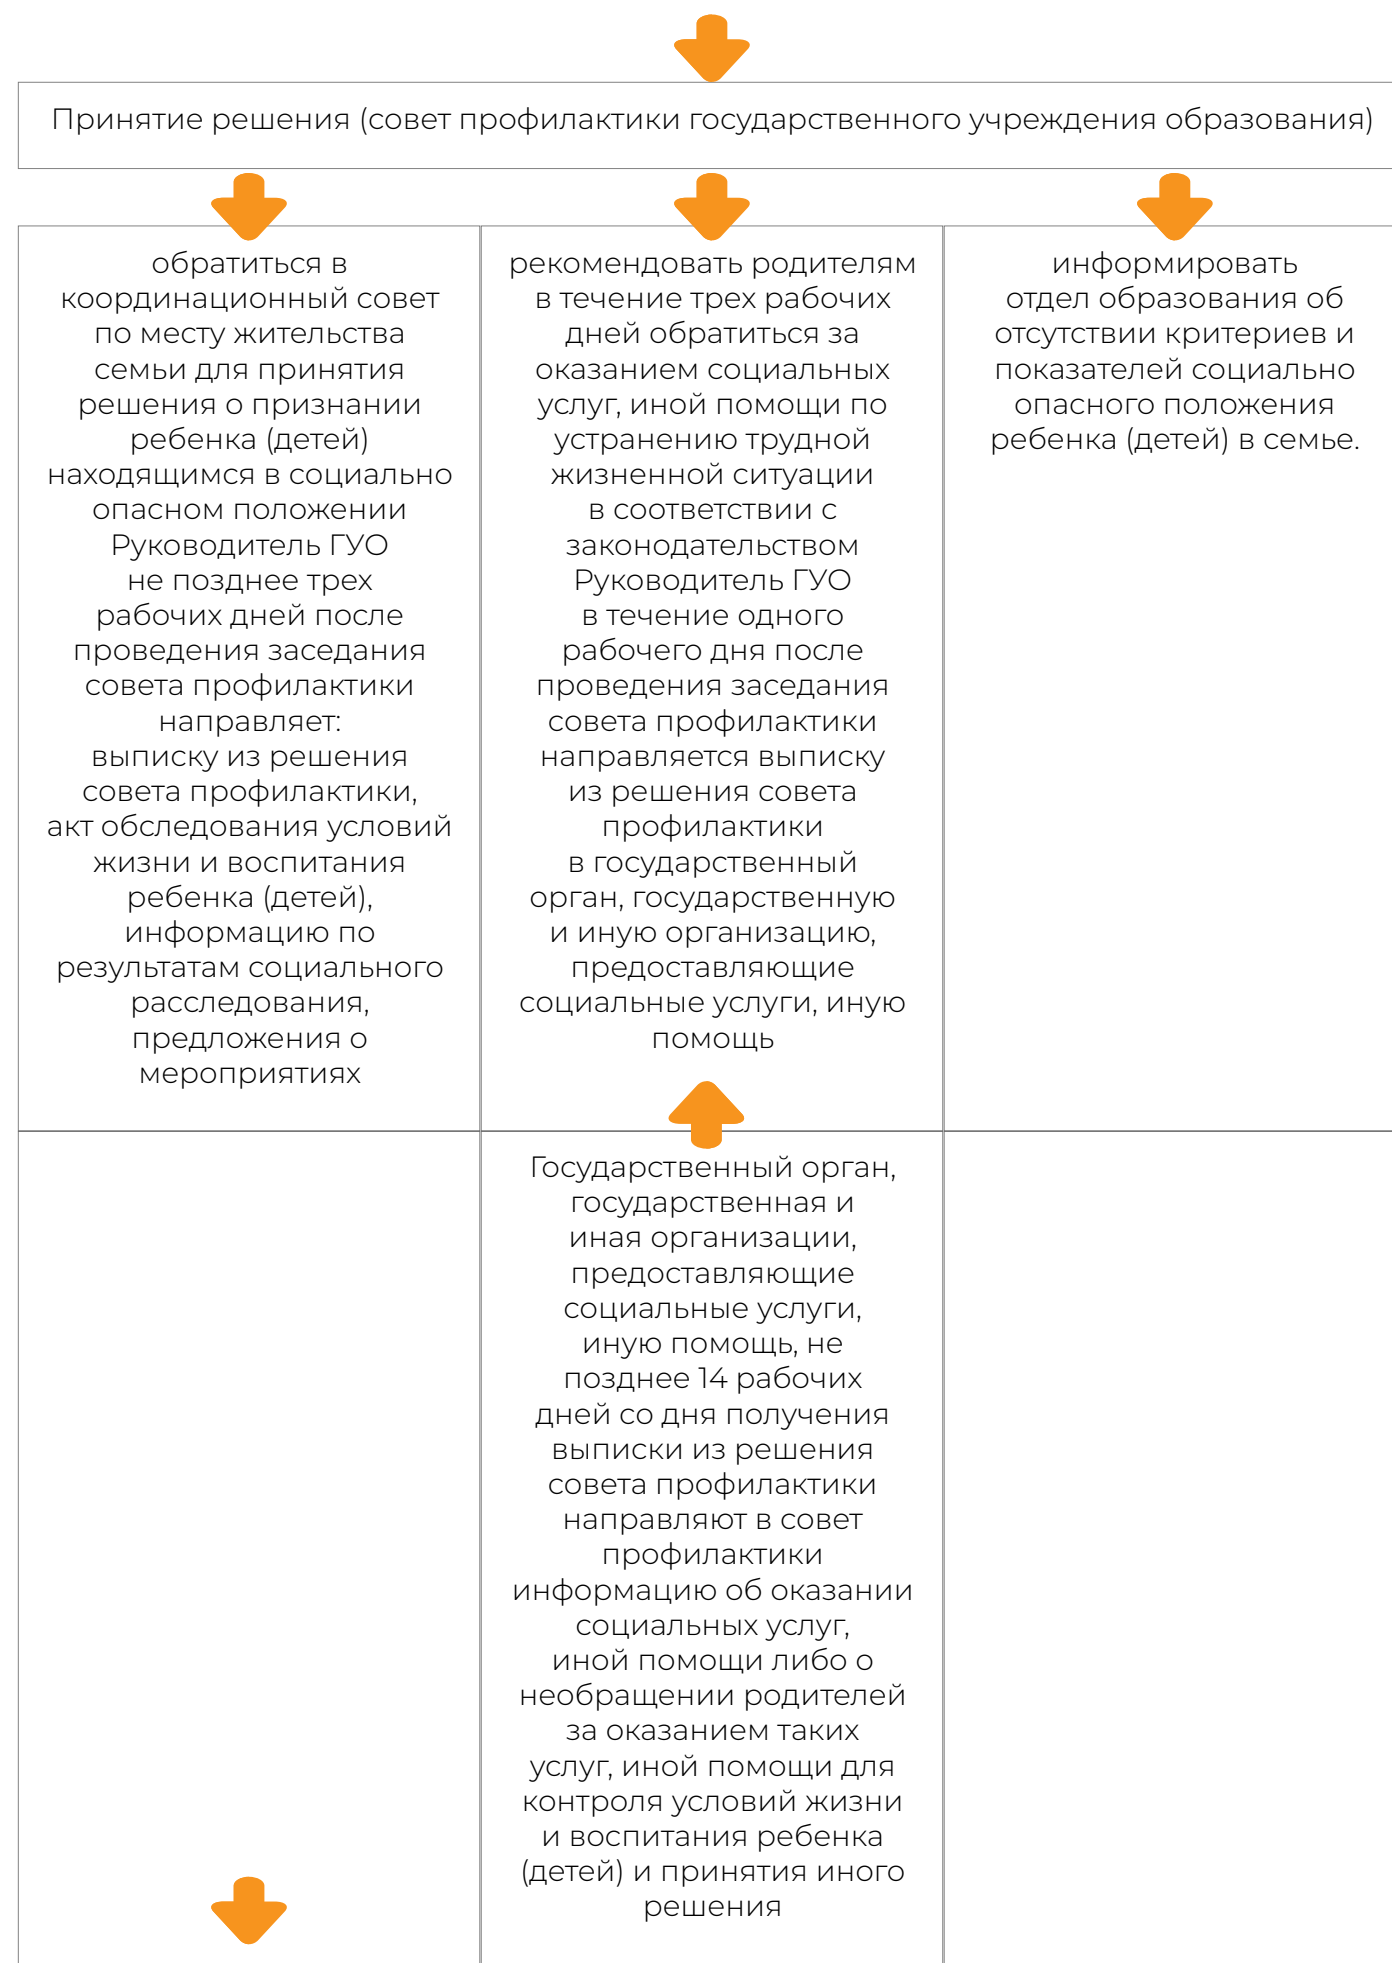 Принятие решения (совет профилактики государственного учреждения образования)
обратиться в
координационный совет
по месту жительства
семьи для принятия
решения о признании
ребенка (детей)
находящимся в социально
опасном положении
Руководитель ГУО
не позднее трех
рабочих дней после
проведения заседания
совета профилактики
направляет:
выписку из решения
совета профилактики,
акт обследования условий
жизни и воспитания
ребенка (детей),
информацию по
результатам социального
расследования,
предложения о
мероприятиях
рекомендовать родителям
в течение трех рабочих
дней обратиться за
оказанием социальных
услуг, иной помощи по
устранению трудной
жизненной ситуации
в соответствии с
законодательством
Руководитель ГУО
в течение одного
рабочего дня после
проведения заседания
совета профилактики
направляется выписку
из решения совета
профилактики
в государственный
орган, государственную
и иную организацию,
предоставляющие
социальные услуги, иную
помощь
информировать
отдел образования об
отсутствии критериев и
показателей социально
опасного положения
ребенка (детей) в семье.
Государственный орган,
государственная и
иная организации,
предоставляющие
социальные услуги,
иную помощь, не
позднее 14 рабочих
дней со дня получения
выписки из решения
совета профилактики
направляют в совет
профилактики
информацию об оказании
социальных услуг,
иной помощи либо о
необращении родителей
за оказанием таких
услуг, иной помощи для
контроля условий жизни
и воспитания ребенка
(детей) и принятия иного
решения